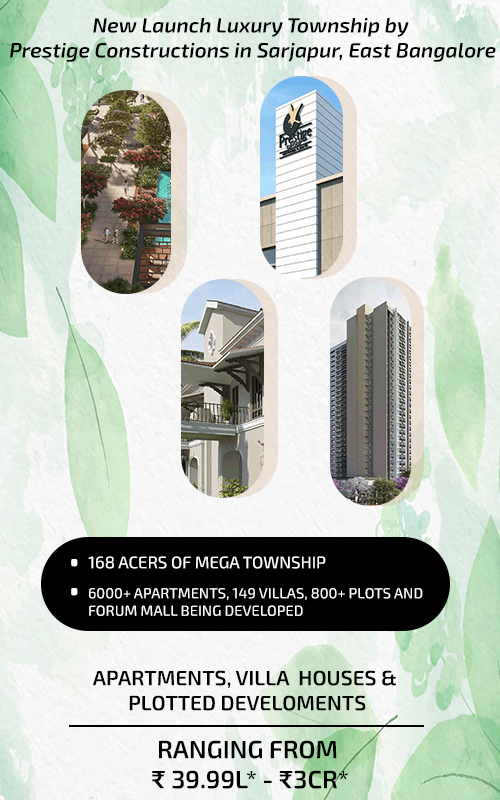 New Launch Luxury Township by
Prestige Constructions in Sarjapur, East Bangalore
Prestige
168 ACERS OF MEGA TOWNSHIP
6000+ APARTMENTS, 149 VILLAS, 800+ PLOTS AND
FORUM MALL BEING DEVELOPED
APARTMENTS, VILLA HOUSES &
PLOTTED DEVELOMENTS
RANGING FROM
₹ 39.99L* - ₹3CR*